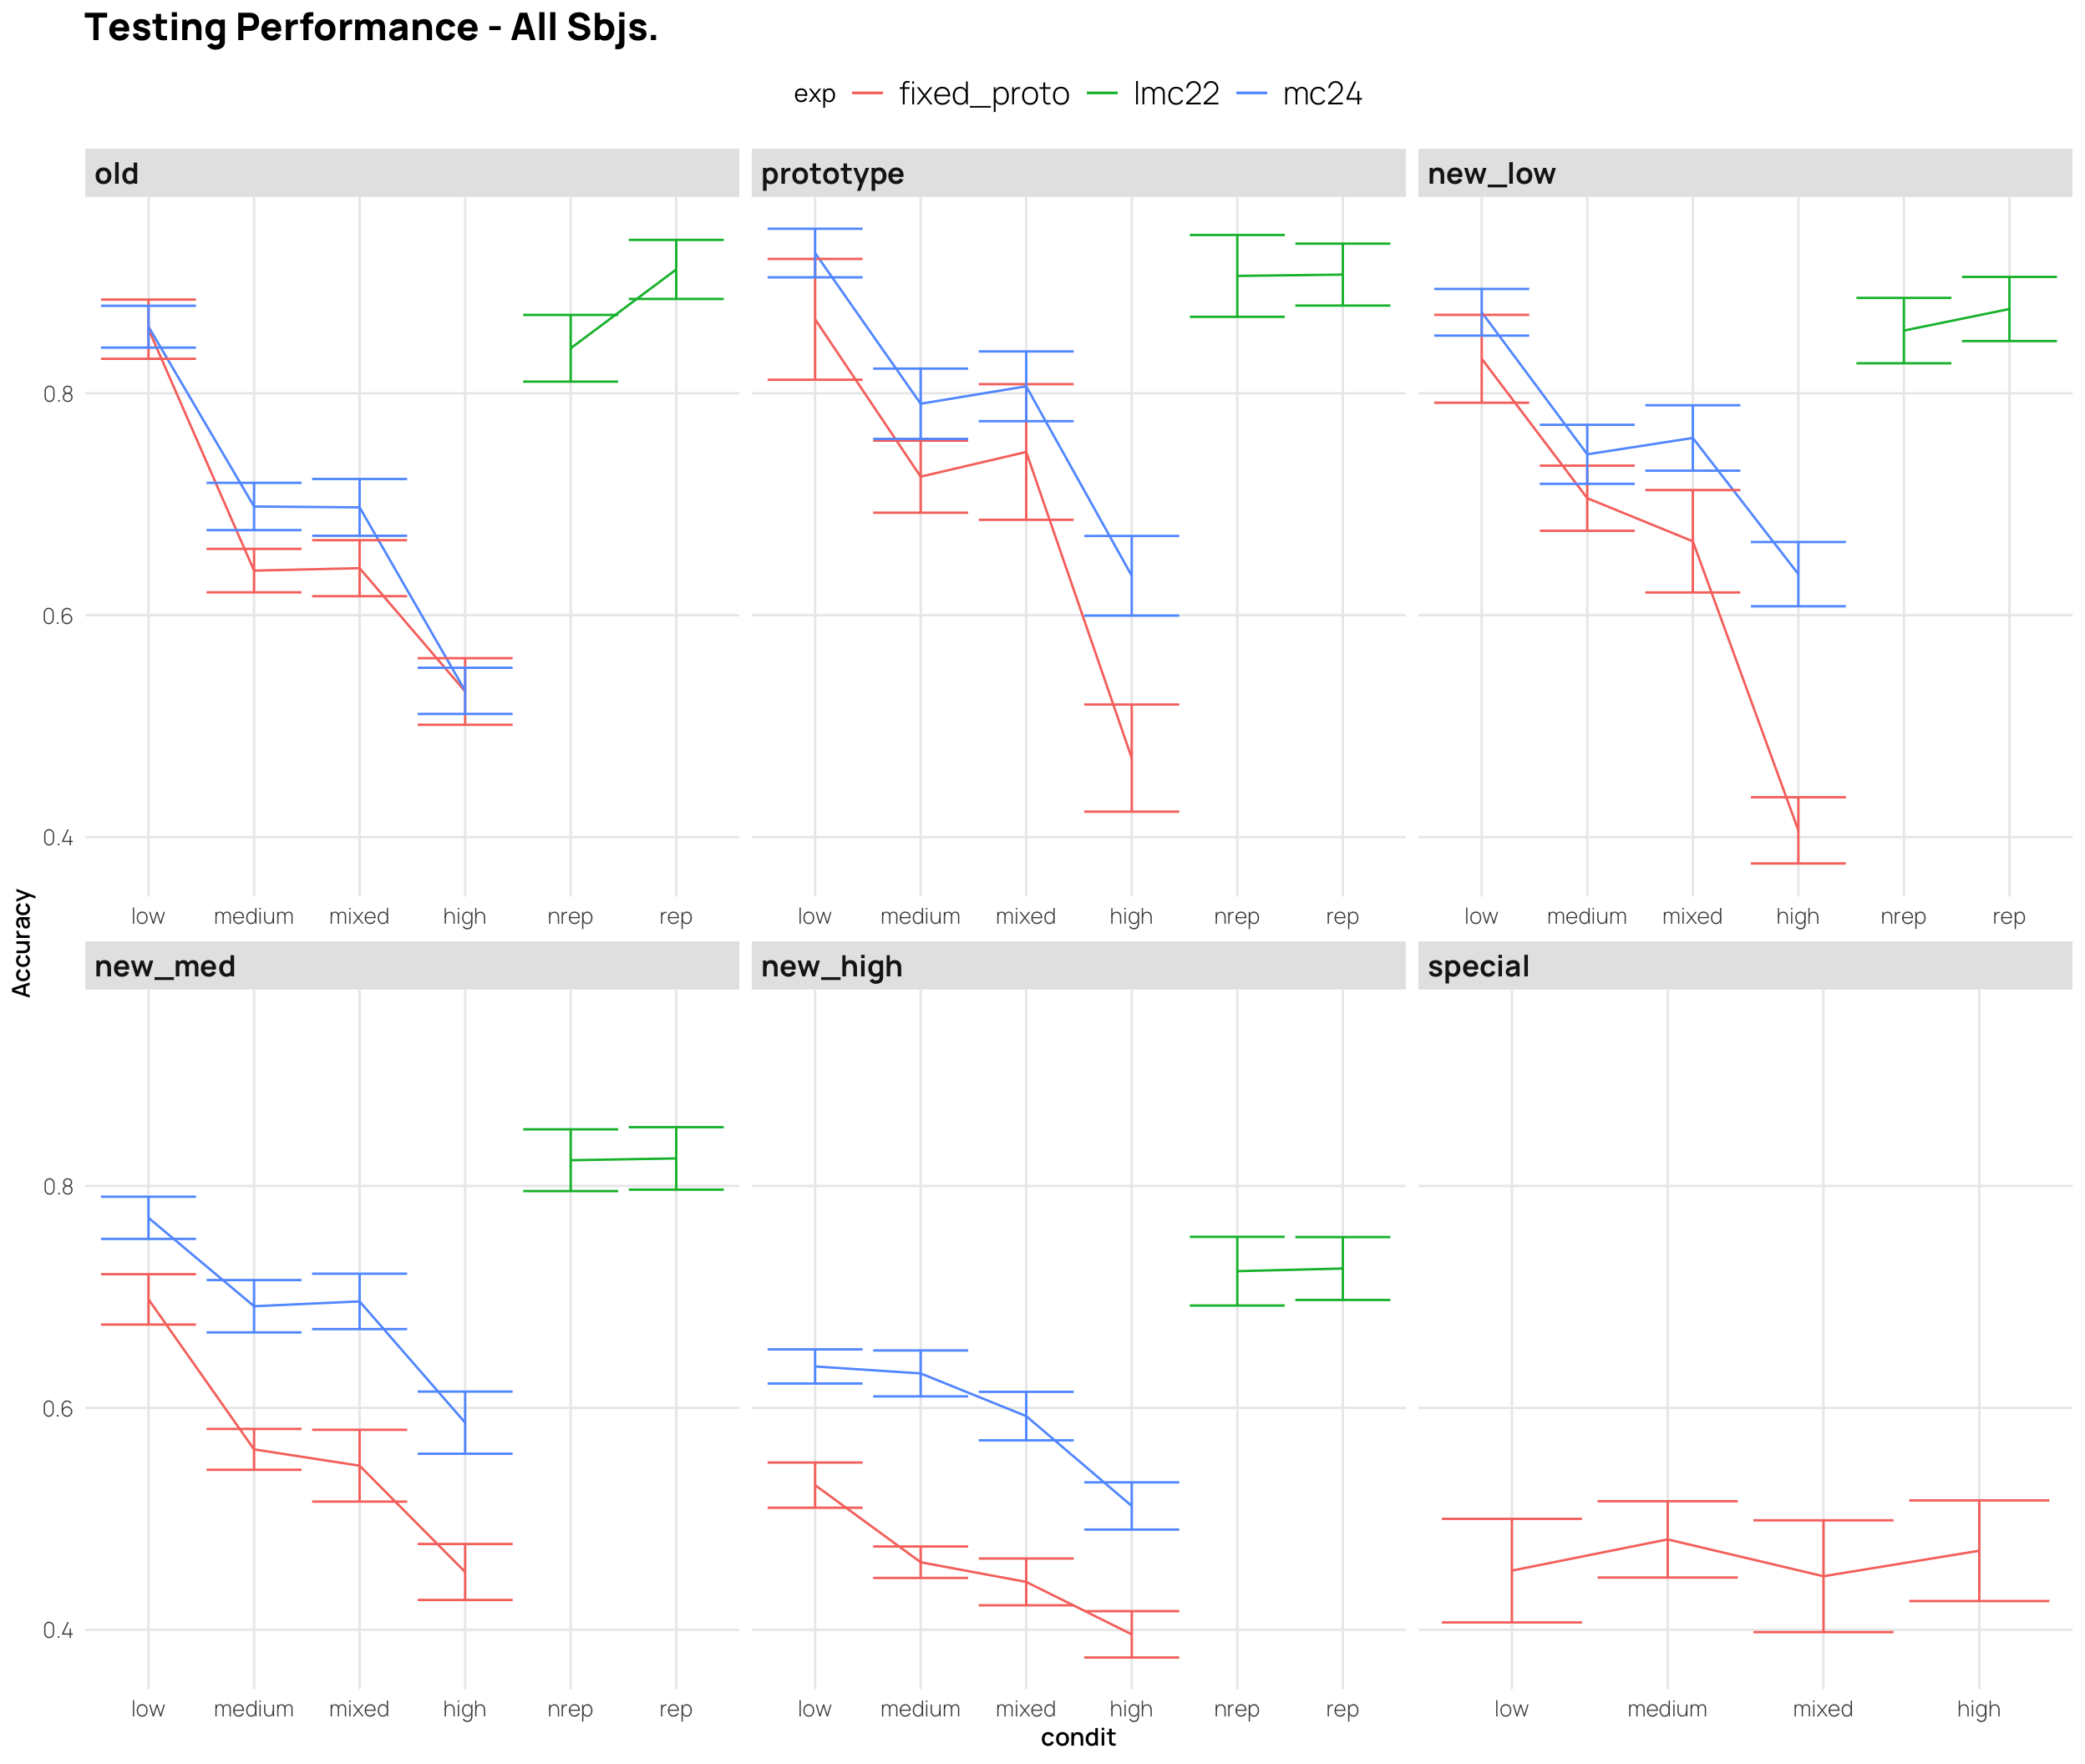 Testing Performance - All Sbjs.
exp fixed_proto lmc22 mc24
old prototype new_low
0.8
0.6
0.4
low medium mixed high nrep rep low medium mixed high nrep rep low medium mixed high nrep rep
Accuracy
new_med new_high special
0.8
0.6
0.4
low medium mixed high nrep rep low medium mixed high nrep rep low medium mixed high
condit